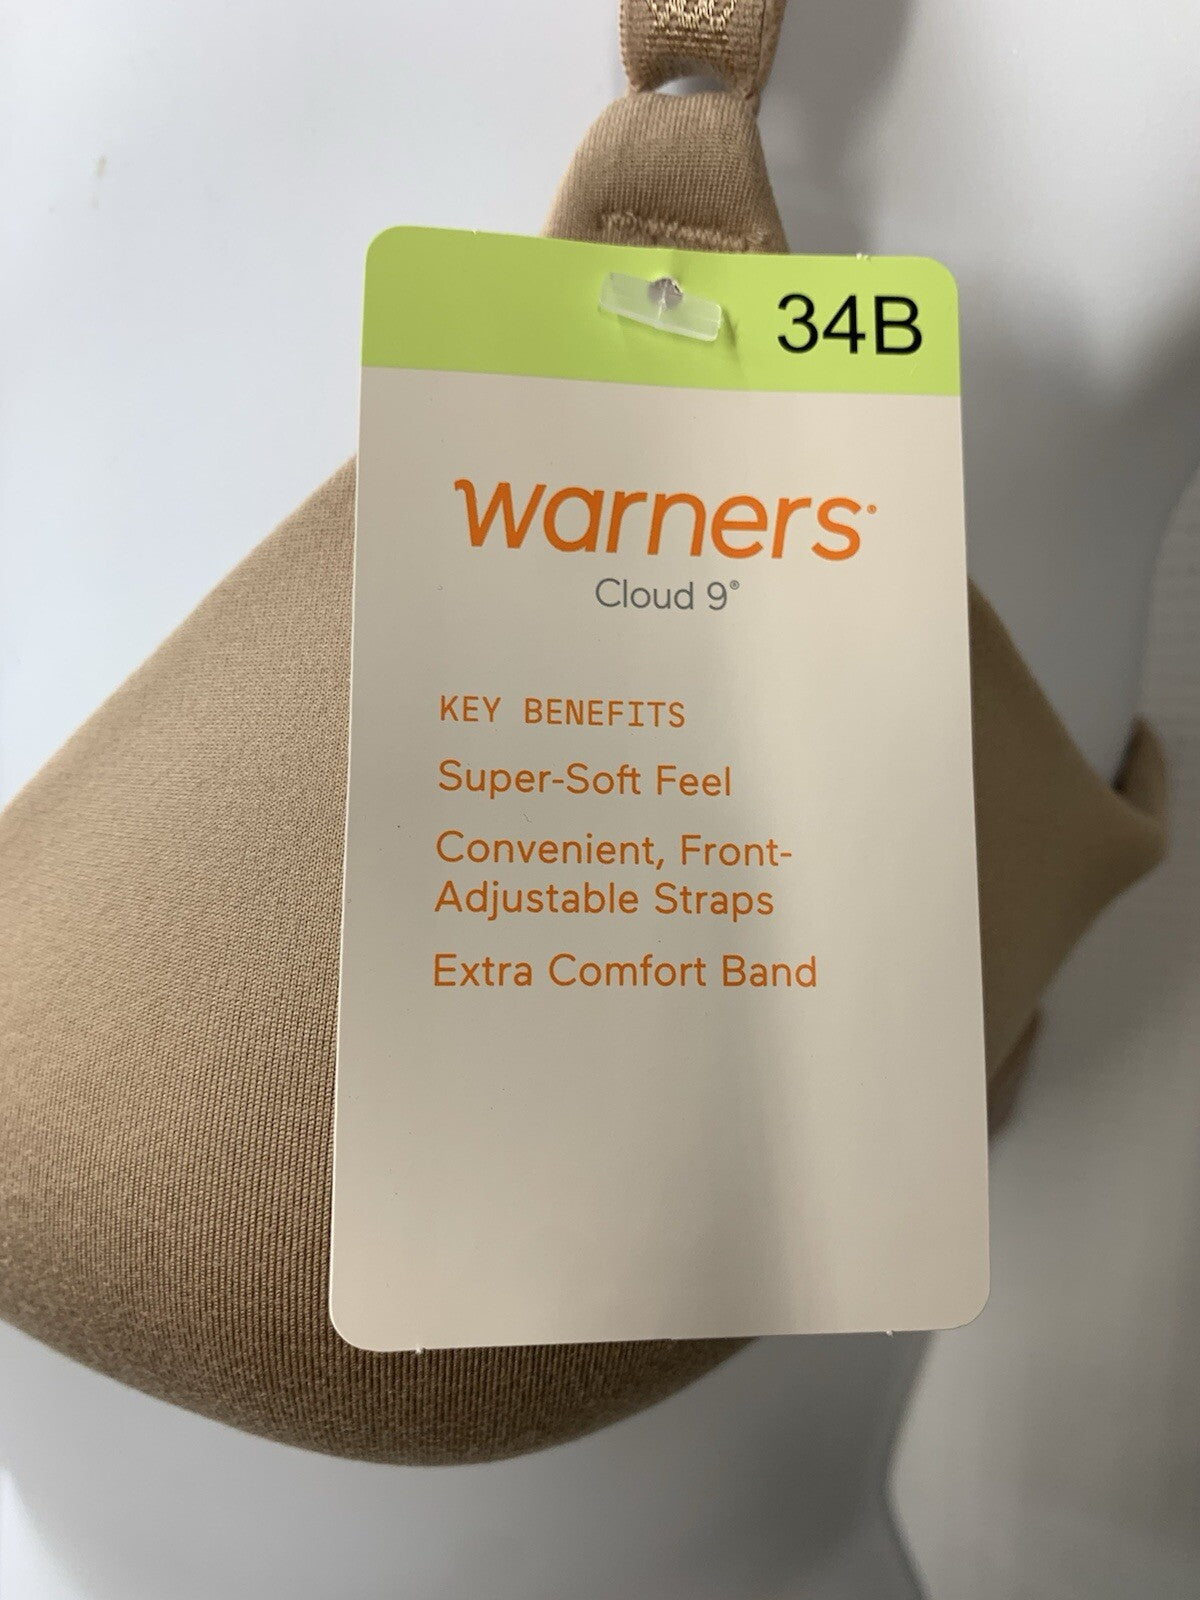 34B
warners®
Cloud 9®
KEY BENEFITS
Super-Soft Feel
Convenient, Front-
Adjustable Straps
Extra Comfort Band